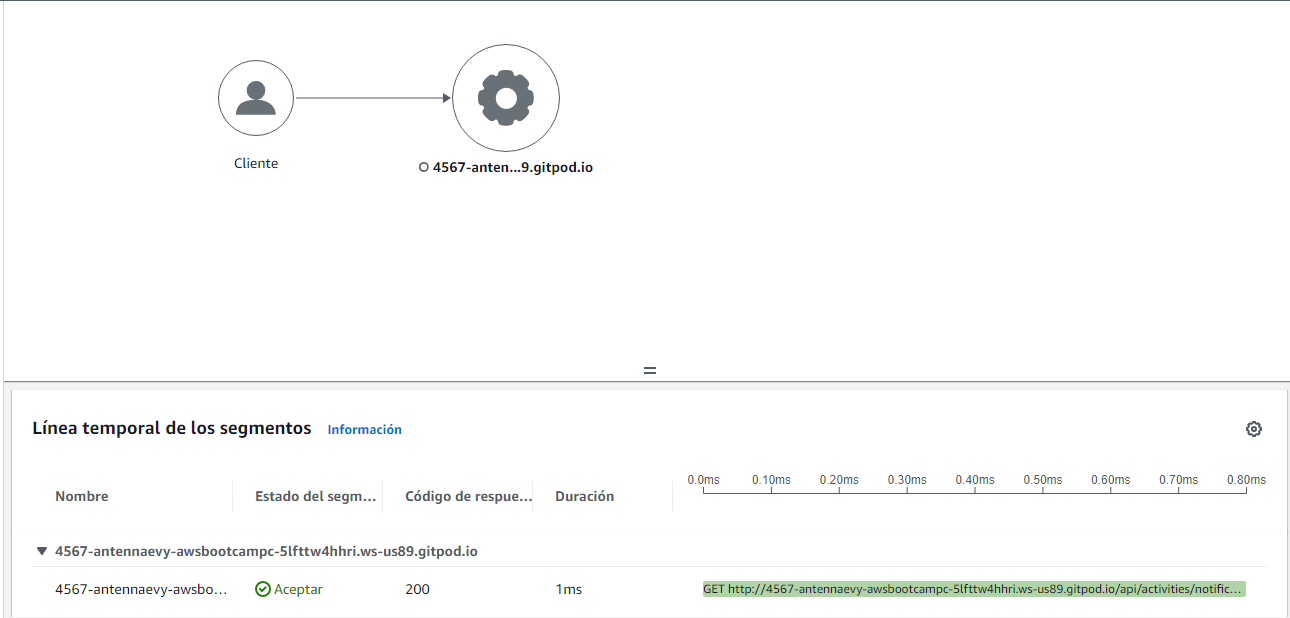 Cliente
4567-anten...9.gitpod.io
Línea temporal de los segmentos Información
Nombre Estado del segm... Código de respue... Duración 0.0ms 0.10ms 0.20ms 0.30ms 0.40ms 0.50ms 0.60ms 0.70ms 0.80ms
4567-antennaevy-awsbootcampc-5lfttw4hhri.ws-us89.gitpod.io
4567-antennaevy-awsbo... Aceptar 200 1ms GET http://4567-antennaevy-awsbootcampc-5lfttw4hhri.ws-us89.gitpod.io/api/activities/notific...